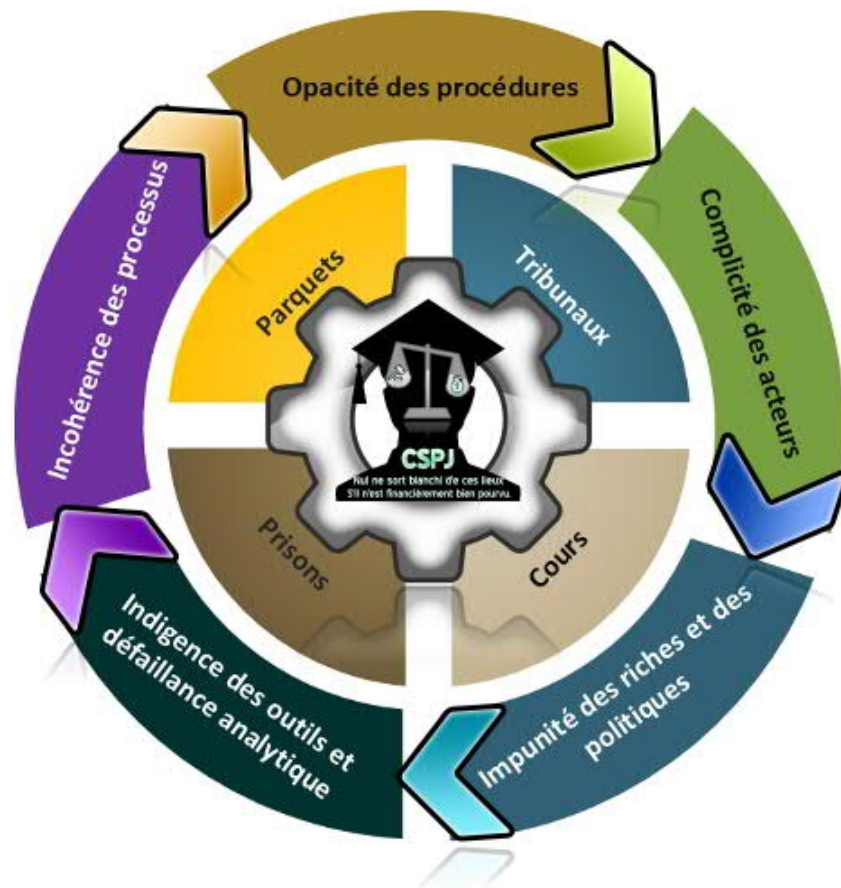 Opacité des procédures
Complicité des acteurs
Impunité des riches et des
politiques
Indigence des outils et
défaillance analytique
Incohérence des processus
Parquets
Tribunaux
Cours
Prisons
CSPJ
Nul ne sort blanchi de ces lieux
S'il n'est financièrement bien pourvu.